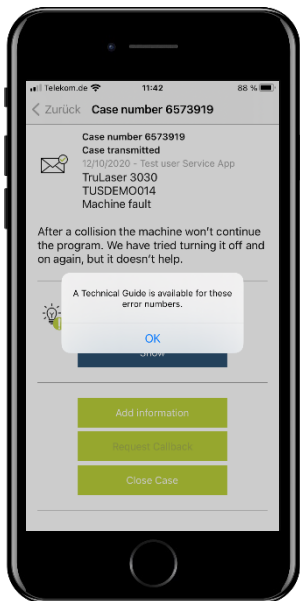 Telekom.de 11:42 88 %
Zurück Case number 6573919
Case number 6573919
Case transmitted
12/10/2020 - Test user Service App
TruLaser 3030
TUSDEMO014
Machine fault
After a collision the machine won't continue
the program. We have tried turning it off and
on again, but it doesn't help.
A Technical Guide is available for these
error numbers.
OK
Show
Add information
Request Callback
Close Case